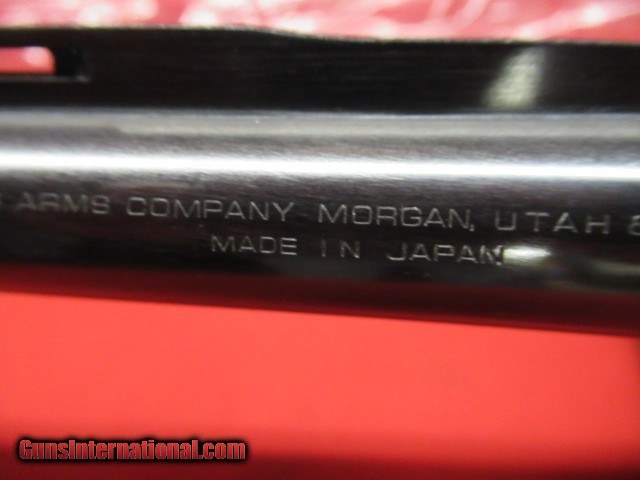 ARMS COMPANY MORGAN, UTAH &
MADE IN JAPAN
GunsInternational.com